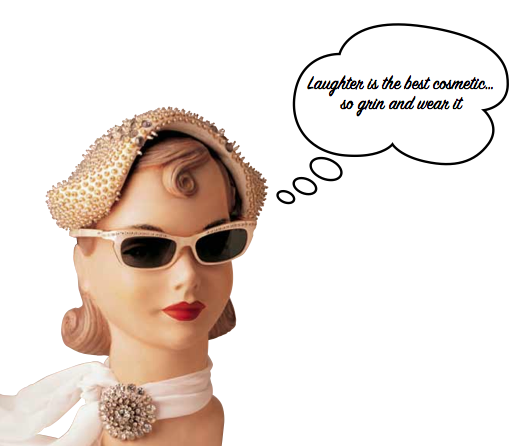 Laughter is the best cosmetic...
so grin and wear it